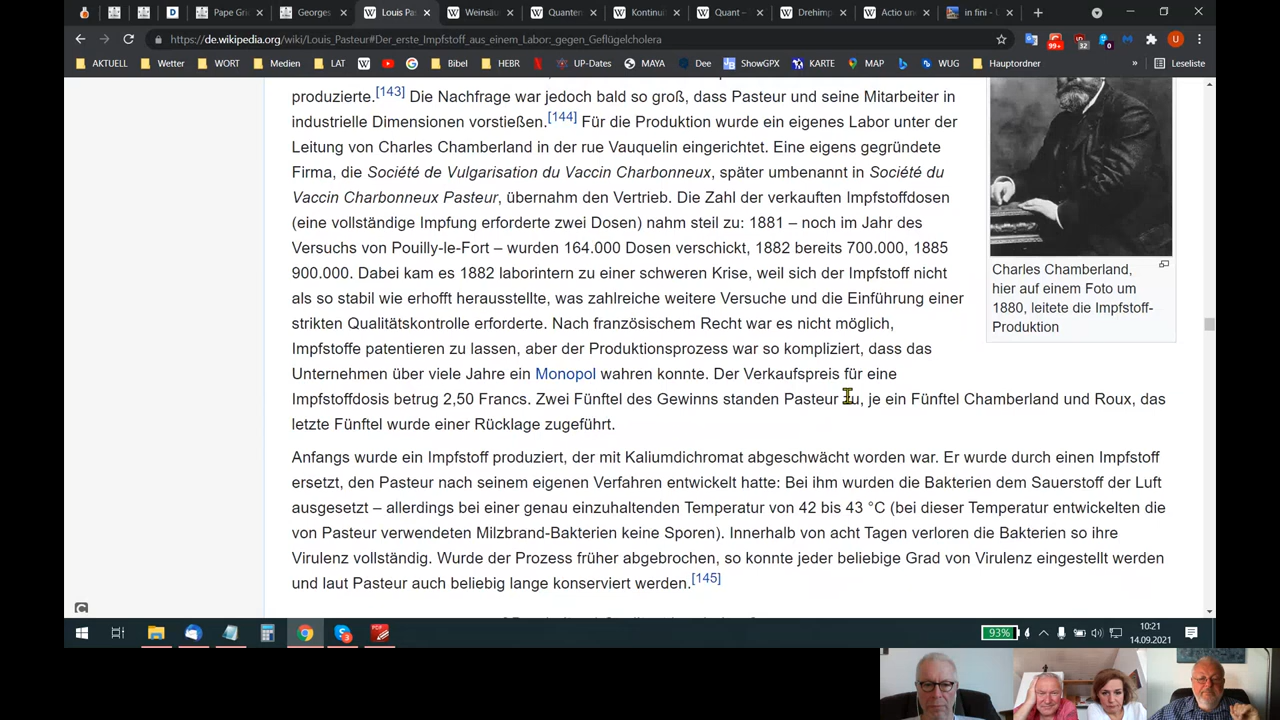 Pape Gri
Georges
Louis Pa
Weinsäu
Quanten
Kontinui
Quant –
Drehimp
Action u
in fini - L
https://de.wikipedia.org/wiki/Louis_Pasteur#Der_erste_Impfstoff_aus_einem_Labor:_gegen_Geflügelcholera
99+
32
0
U
AKTUELL
Wetter
WORT
Medien
LAT
Bibel
HEBR
UP-Dates
MAYA
Dee
ShowGPX
KARTE
MAP
WUG
Hauptordner
»
Leseliste
produzierte.[143] Die Nachfrage war jedoch bald so groß, dass Pasteur und seine Mitarbeiter in
industrielle Dimensionen vorstießen.[144] Für die Produktion wurde ein eigenes Labor unter der
Leitung von Charles Chamberland in der rue Vauquelin eingerichtet. Eine eigens gegründete
Firma, die Société de Vulgarisation du Vaccin Charbonneux, später umbenannt in Société du
Vaccin Charbonneux Pasteur, übernahm den Vertrieb. Die Zahl der verkauften Impfstoffdosen
(eine vollständige Impfung erforderte zwei Dosen) nahm steil zu: 1881 – noch im Jahr des
Versuchs von Pouilly-le-Fort – wurden 164.000 Dosen verschickt, 1882 bereits 700.000, 1885
900.000. Dabei kam es 1882 laborintern zu einer schweren Krise, weil sich der Impfstoff nicht
als so stabil wie erhofft herausstellte, was zahlreiche weitere Versuche und die Einführung einer
strikten Qualitätskontrolle erforderte. Nach französischem Recht war es nicht möglich,
Impfstoffe patentieren zu lassen, aber der Produktionsprozess war so kompliziert, dass das
Unternehmen über viele Jahre ein Monopol wahren konnte. Der Verkaufspreis für eine
Impfstoffdosis betrug 2,50 Francs. Zwei Fünftel des Gewinns standen Pasteur zu, je ein Fünftel Chamberland und Roux, das
letzte Fünftel wurde einer Rücklage zugeführt.
Charles Chamberland,
hier auf einem Foto um
1880, leitete die Impfstoff-
Produktion
Anfangs wurde ein Impfstoff produziert, der mit Kaliumdichromat abgeschwächt worden war. Er wurde durch einen Impfstoff
ersetzt, den Pasteur nach seinem eigenen Verfahren entwickelt hatte: Bei ihm wurden die Bakterien dem Sauerstoff der Luft
ausgesetzt – allerdings bei einer genau einzuhaltenden Temperatur von 42 bis 43 °C (bei dieser Temperatur entwickelten die
von Pasteur verwendeten Milzbrand-Bakterien keine Sporen). Innerhalb von acht Tagen verloren die Bakterien so ihre
Virulenz vollständig. Wurde der Prozess früher abgebrochen, so konnte jeder beliebige Grad von Virulenz eingestellt werden
und laut Pasteur auch beliebig lange konserviert werden.[145]
93%
10:21
14.09.2021